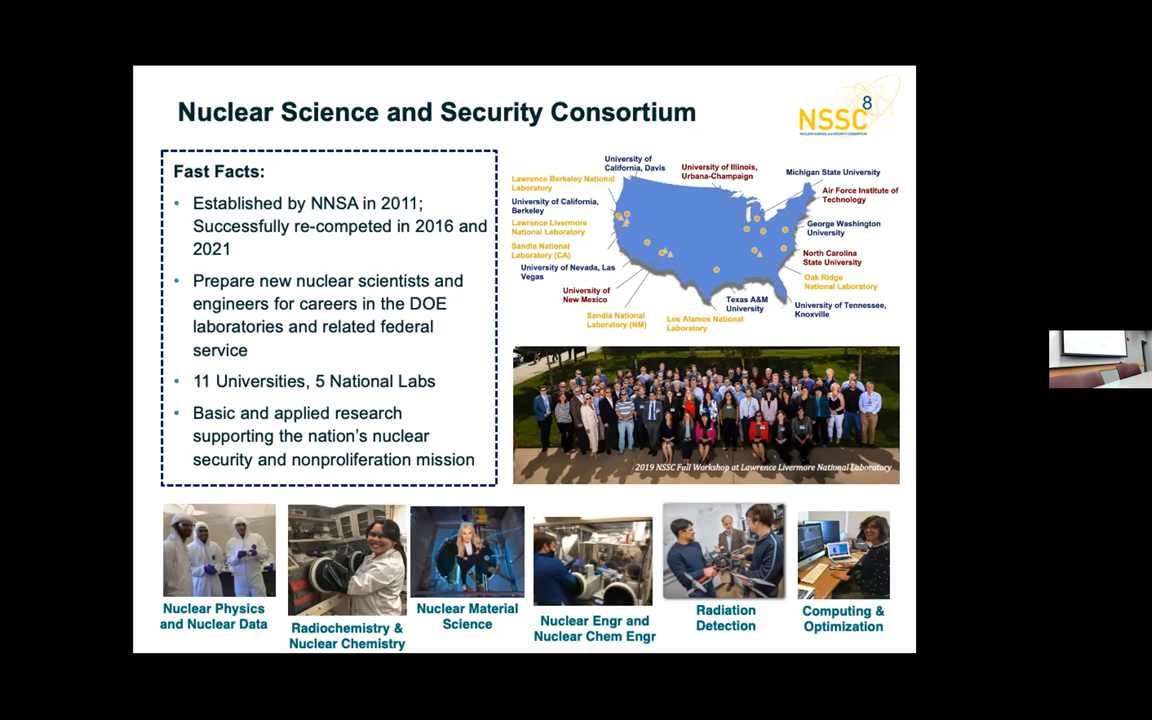 Nuclear Science and Security Consortium
8
NSSC
NUCLEAR SCIENCE and SECURITY CONSORTIUM
Fast Facts:
• Established by NNSA in 2011;
Successfully re-competed in 2016 and
2021
• Prepare new nuclear scientists and
engineers for careers in the DOE
laboratories and related federal
service
• 11 Universities, 5 National Labs
• Basic and applied research
supporting the nation's nuclear
security and nonproliferation mission
University of
California, Davis
Lawrence Berkeley National
Laboratory
University of California,
Berkeley
Lawrence Livermore
National Laboratory
Sandia National
Laboratory (CA)
University of Nevada, Las
Vegas
University of
New Mexico
Sandia National
Laboratory (NM)
Los Alamos National
Laboratory
Texas A&M
University
University of Illinois,
Urbana-Champaign
Michigan State University
Air Force Institute of
Technology
George Washington
University
North Carolina
State University
Oak Ridge
National Laboratory
University of Tennessee,
Knoxville
2019 NSSC Fall Workshop at Lawrence Livermore National Laboratory
Nuclear Physics
and Nuclear Data
Radiochemistry &
Nuclear Chemistry
Nuclear Material
Science
Nuclear Engr and
Nuclear Chem Engr
Radiation
Detection
Computing &
Optimization